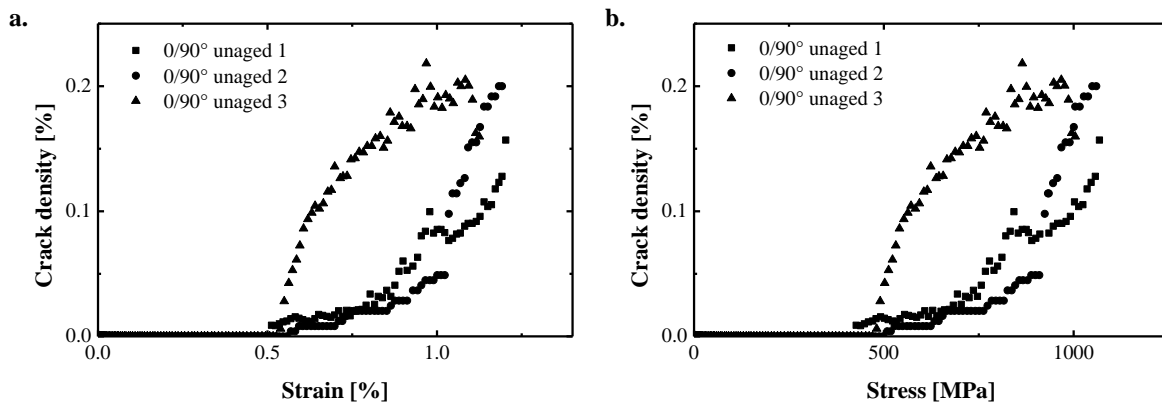 a.
0/90° unaged 1
0/90° unaged 2
0/90° unaged 3
0.2
0.1
0.0
Crack density [%]
0.0 0.5 1.0
Strain [%]
b.
0/90° unaged 1
0/90° unaged 2
0/90° unaged 3
0.2
0.1
0.0
Crack density [%]
0 500 1000
Stress [MPa]